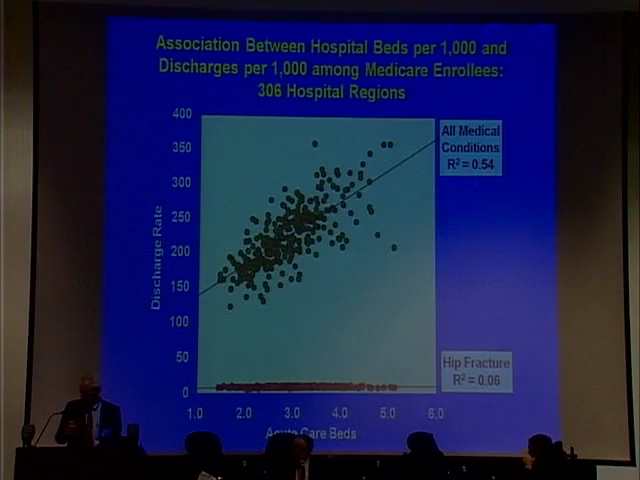 Association Between Hospital Beds per 1,000 and
Discharges per 1,000 among Medicare Enrollees:
306 Hospital Regions
400
350
300
250
200
150
100
50
0
Discharge Rate
All Medical
Conditions
R² = 0.54
Hip Fracture
R² = 0.06
1.0 2.0 3.0 4.0 5.0 6.0
Acute Care Beds